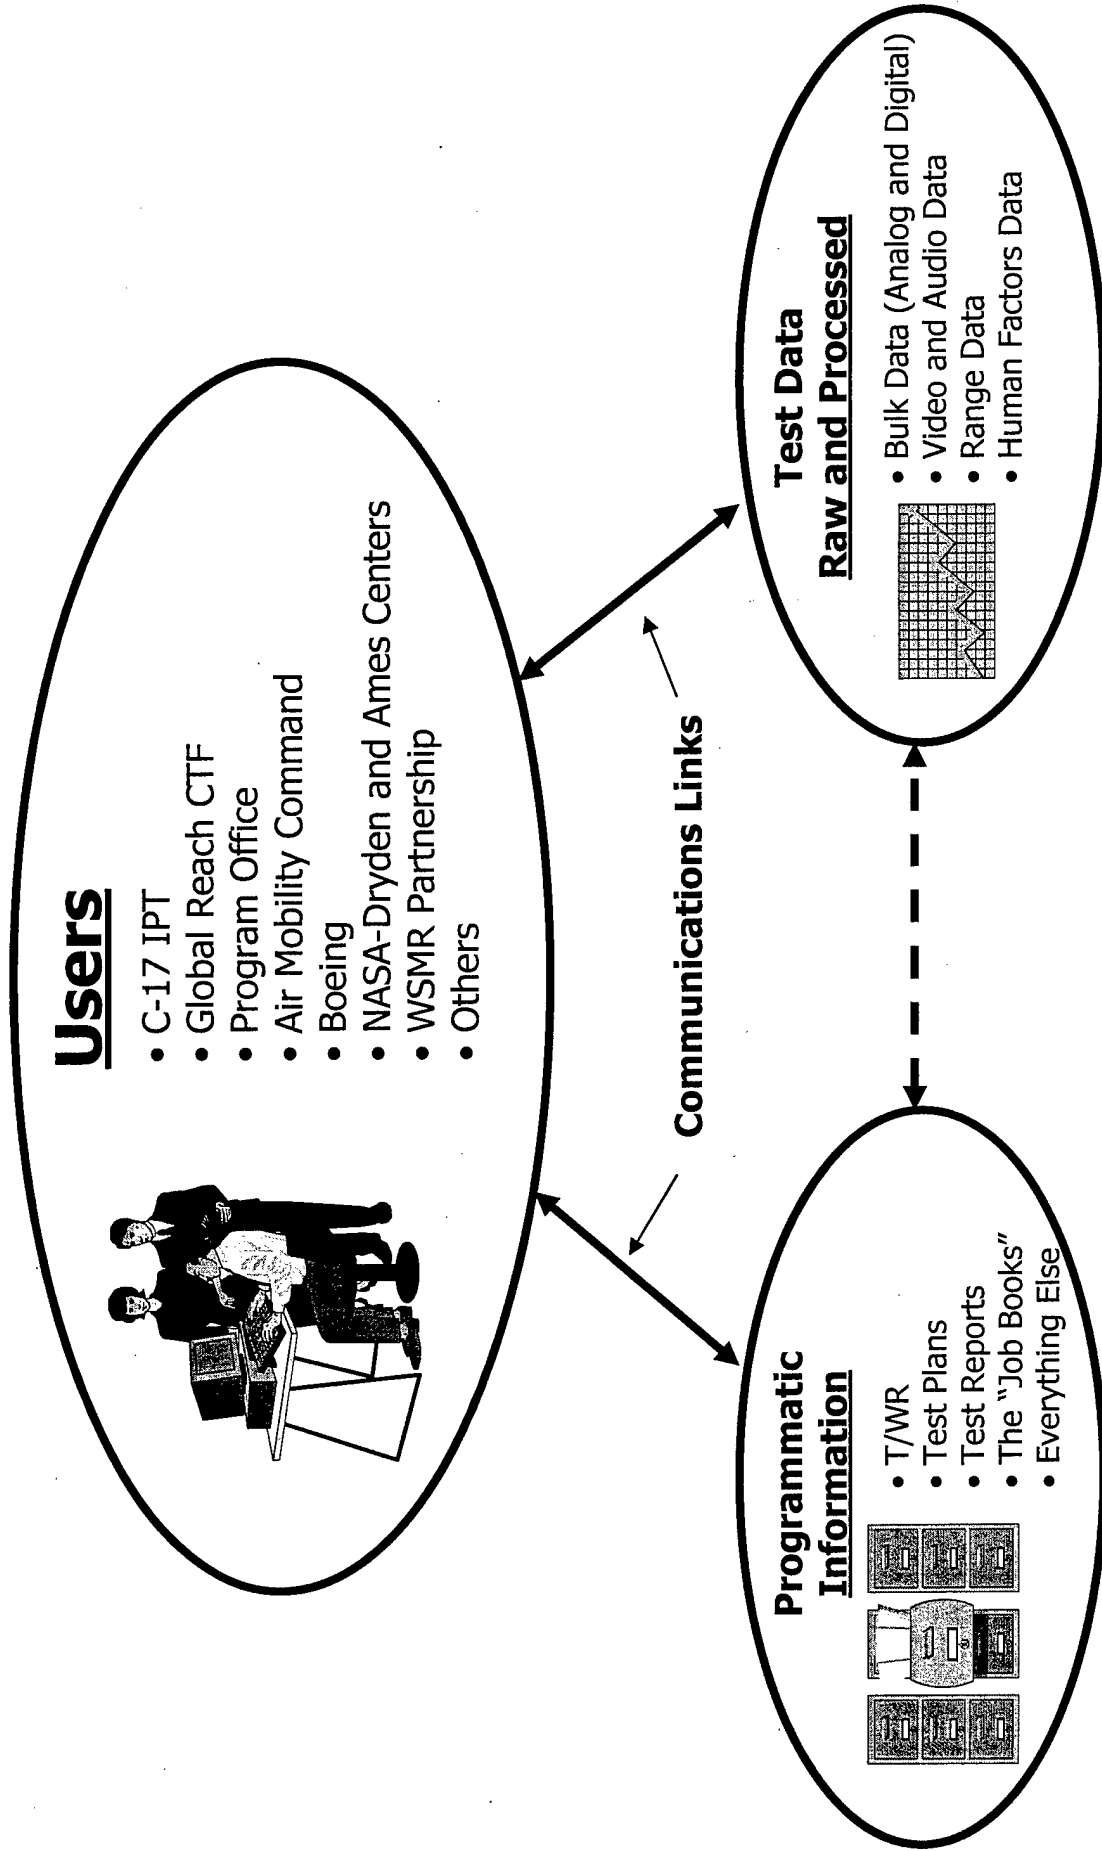 Users
• C-17 IPT
• Global Reach CTF
• Program Office
• Air Mobility Command
• Boeing
• NASA-Dryden and Ames Centers
• WSMR Partnership
• Others
Communications Links
Programmatic
Information
• T/WR
• Test Plans
• Test Reports
• The "Job Books"
• Everything Else
Test Data
Raw and Processed
• Bulk Data (Analog and Digital)
• Video and Audio Data
• Range Data
• Human Factors Data